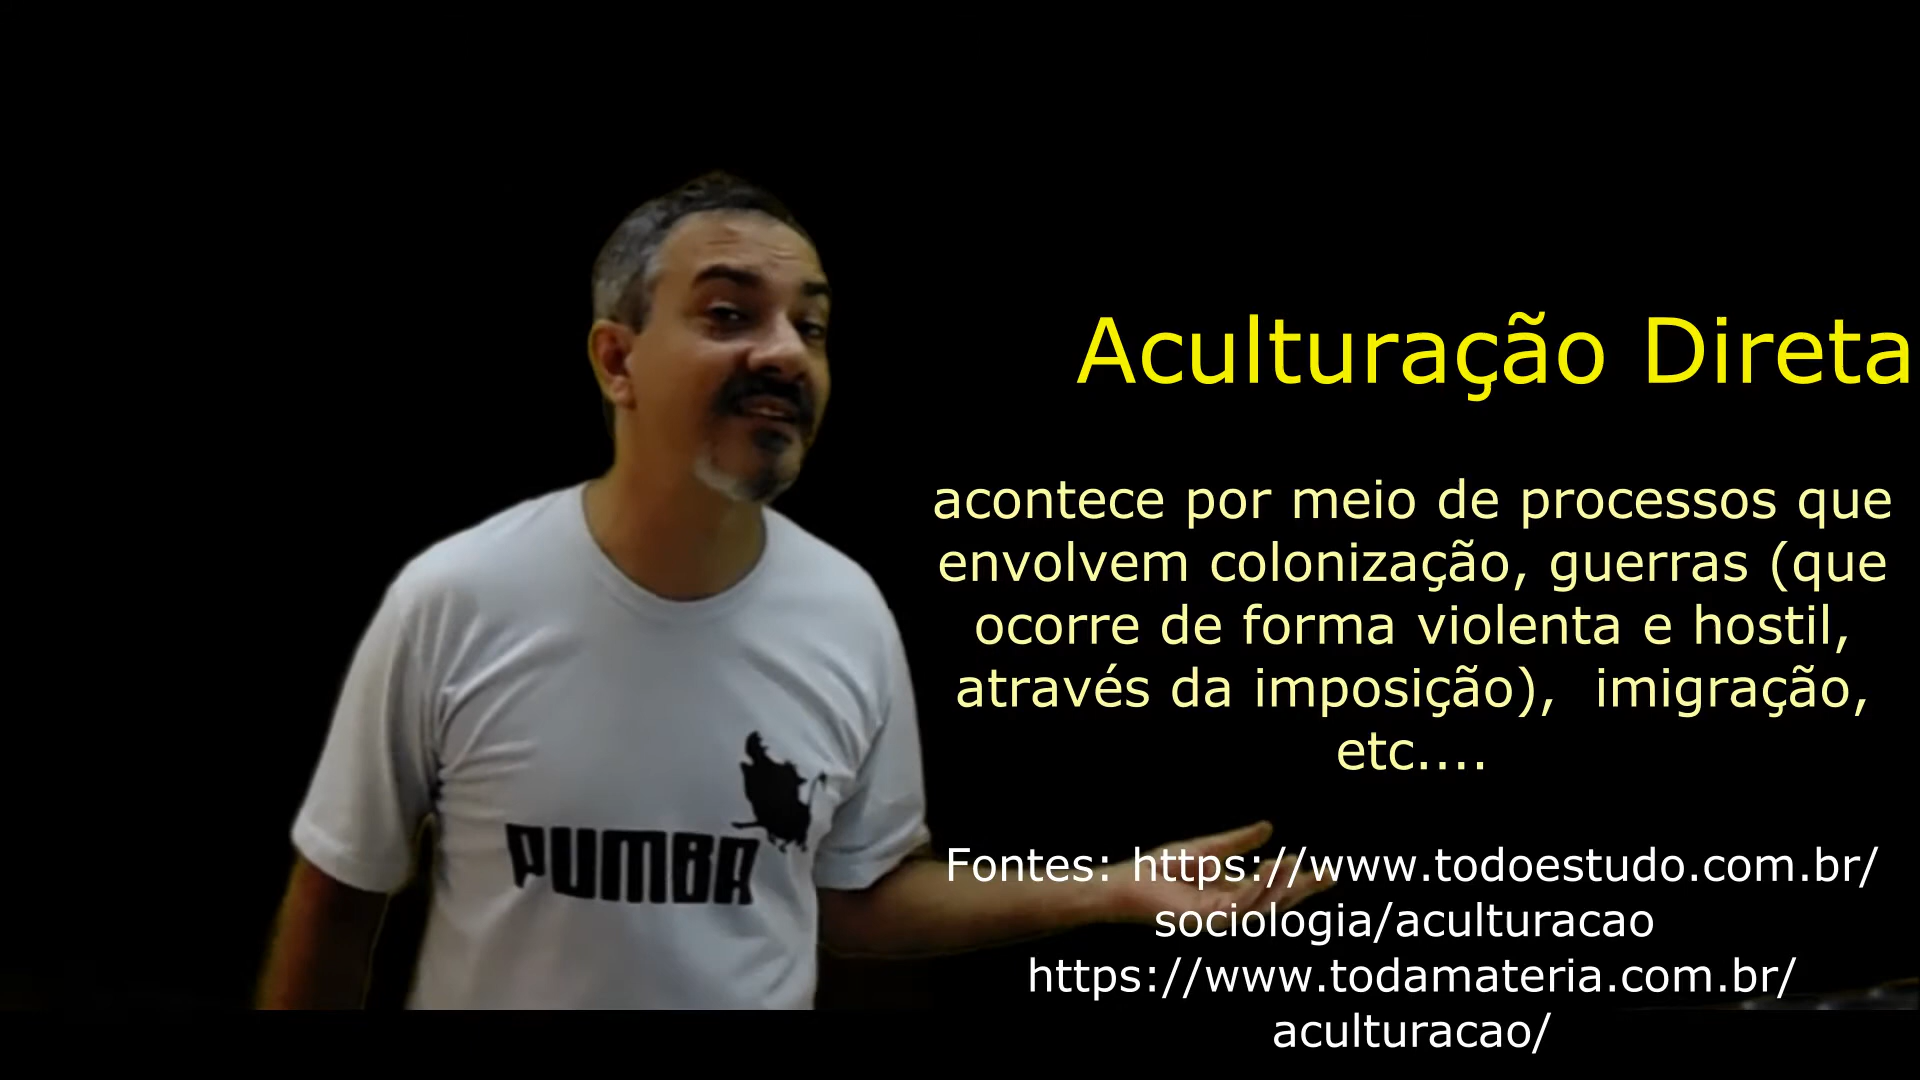 Aculturação Direta
acontece por meio de processos que
envolvem colonização, guerras (que
ocorre de forma violenta e hostil,
através da imposição),  imigração,
etc....
PUMBA
Fontes: https://www.todoestudo.com.br/
sociologia/aculturacao
https://www.todamateria.com.br/
aculturacao/